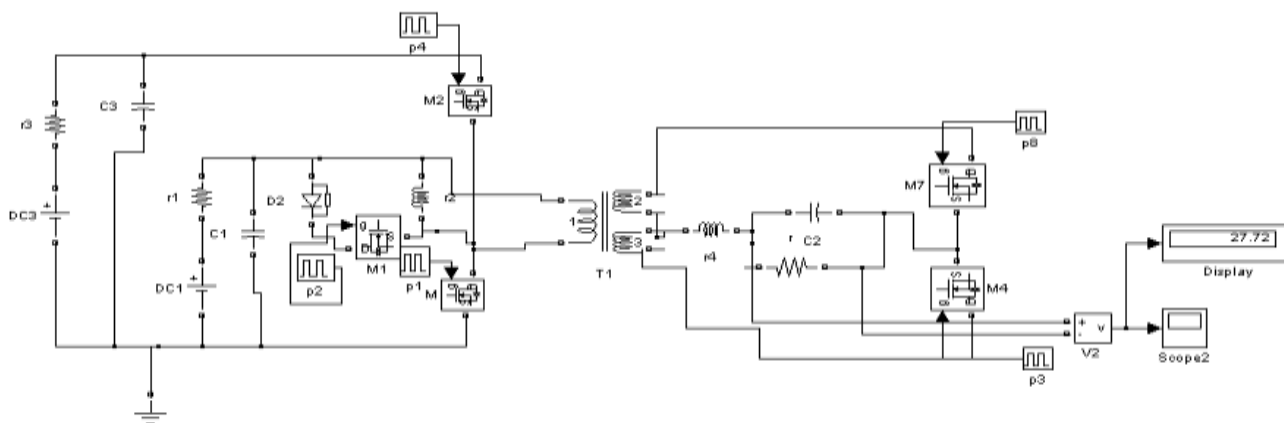 p4
M2
C3
r3
p8
r1
D2
r2
M7
DC3
C1
g
S
1
2
3
r
C2
27.72
r4
T1
Display
M1
p1
DC1
p2
M
M4
+
-
v
V2
Scope2
p3